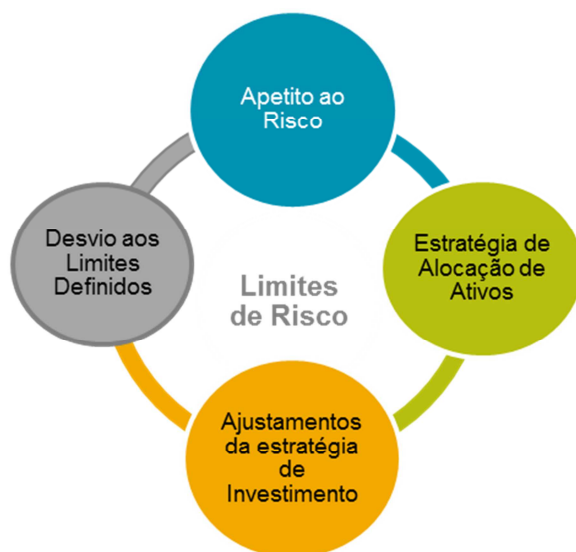 Apetito ao
Risco
Estratégia de
Alocação de
Ativos
Ajustamentos
da estratégia
de
Investimento
Desvio aos
Limites
Definidos
Limites
de Risco